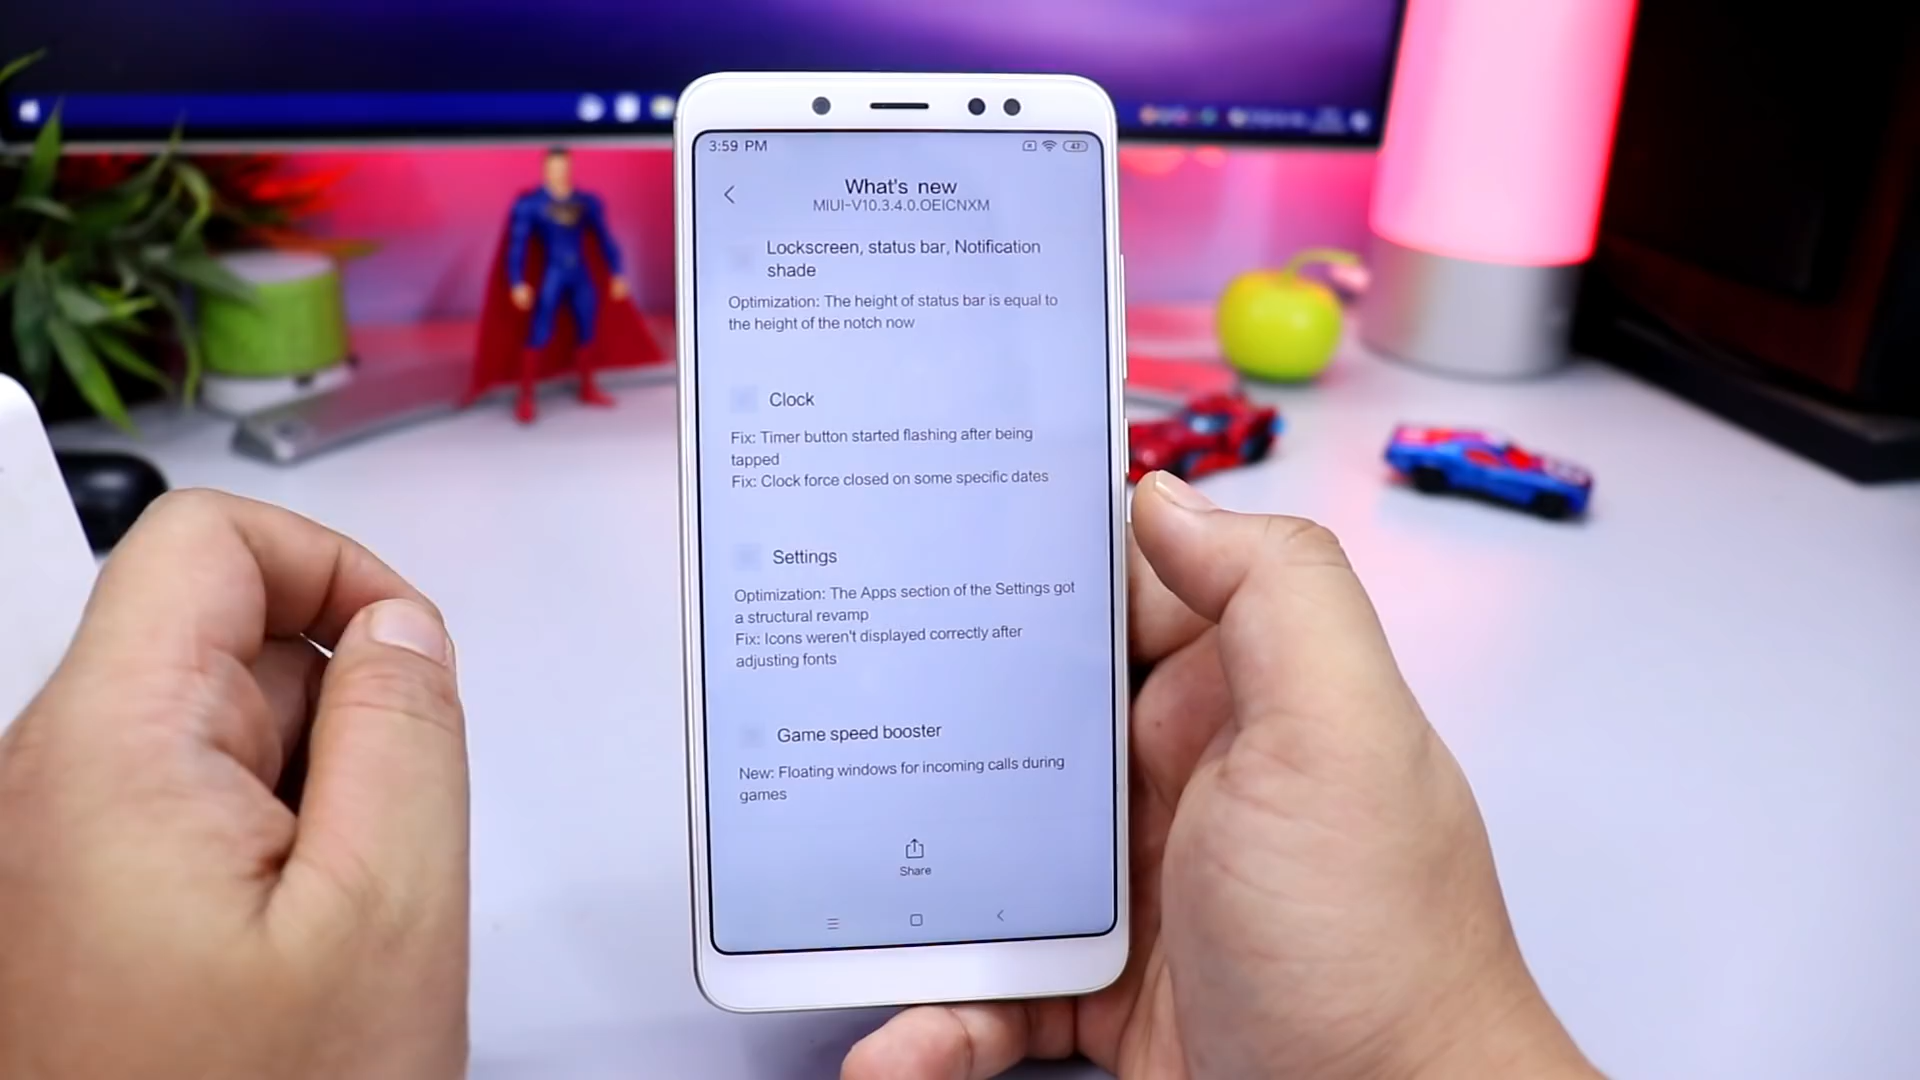 3:59 PM
47
What's new
MIUI-V10.3.4.0.OEICNXM
Lockscreen, status bar, Notification
shade
Optimization: The height of status bar is equal to
the height of the notch now
Clock
Fix: Timer button started flashing after being
tapped
Fix: Clock force closed on some specific dates
Settings
Optimization: The Apps section of the Settings got
a structural revamp
Fix: Icons weren't displayed correctly after
adjusting fonts
Game speed booster
New: Floating windows for incoming calls during
games
Share